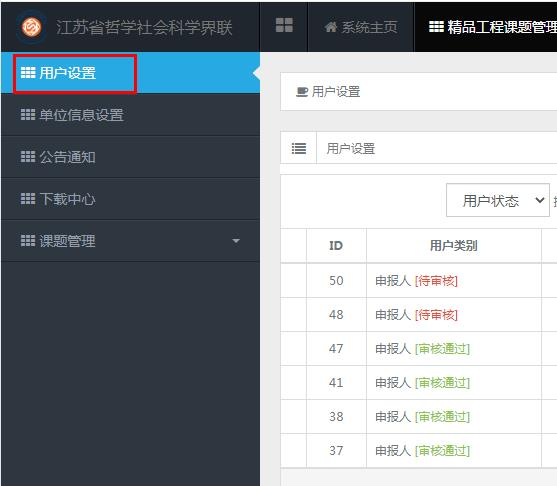 江苏省哲学社会科学界联
系统主页
精品工程课题管理
用户设置
单位信息设置
公告通知
下载中心
课题管理
用户设置
用户设置
用户状态
ID 用户类别
50 申报人 [待审核]
48 申报人 [待审核]
47 申报人 [审核通过]
41 申报人 [审核通过]
38 申报人 [审核通过]
37 申报人 [审核通过]